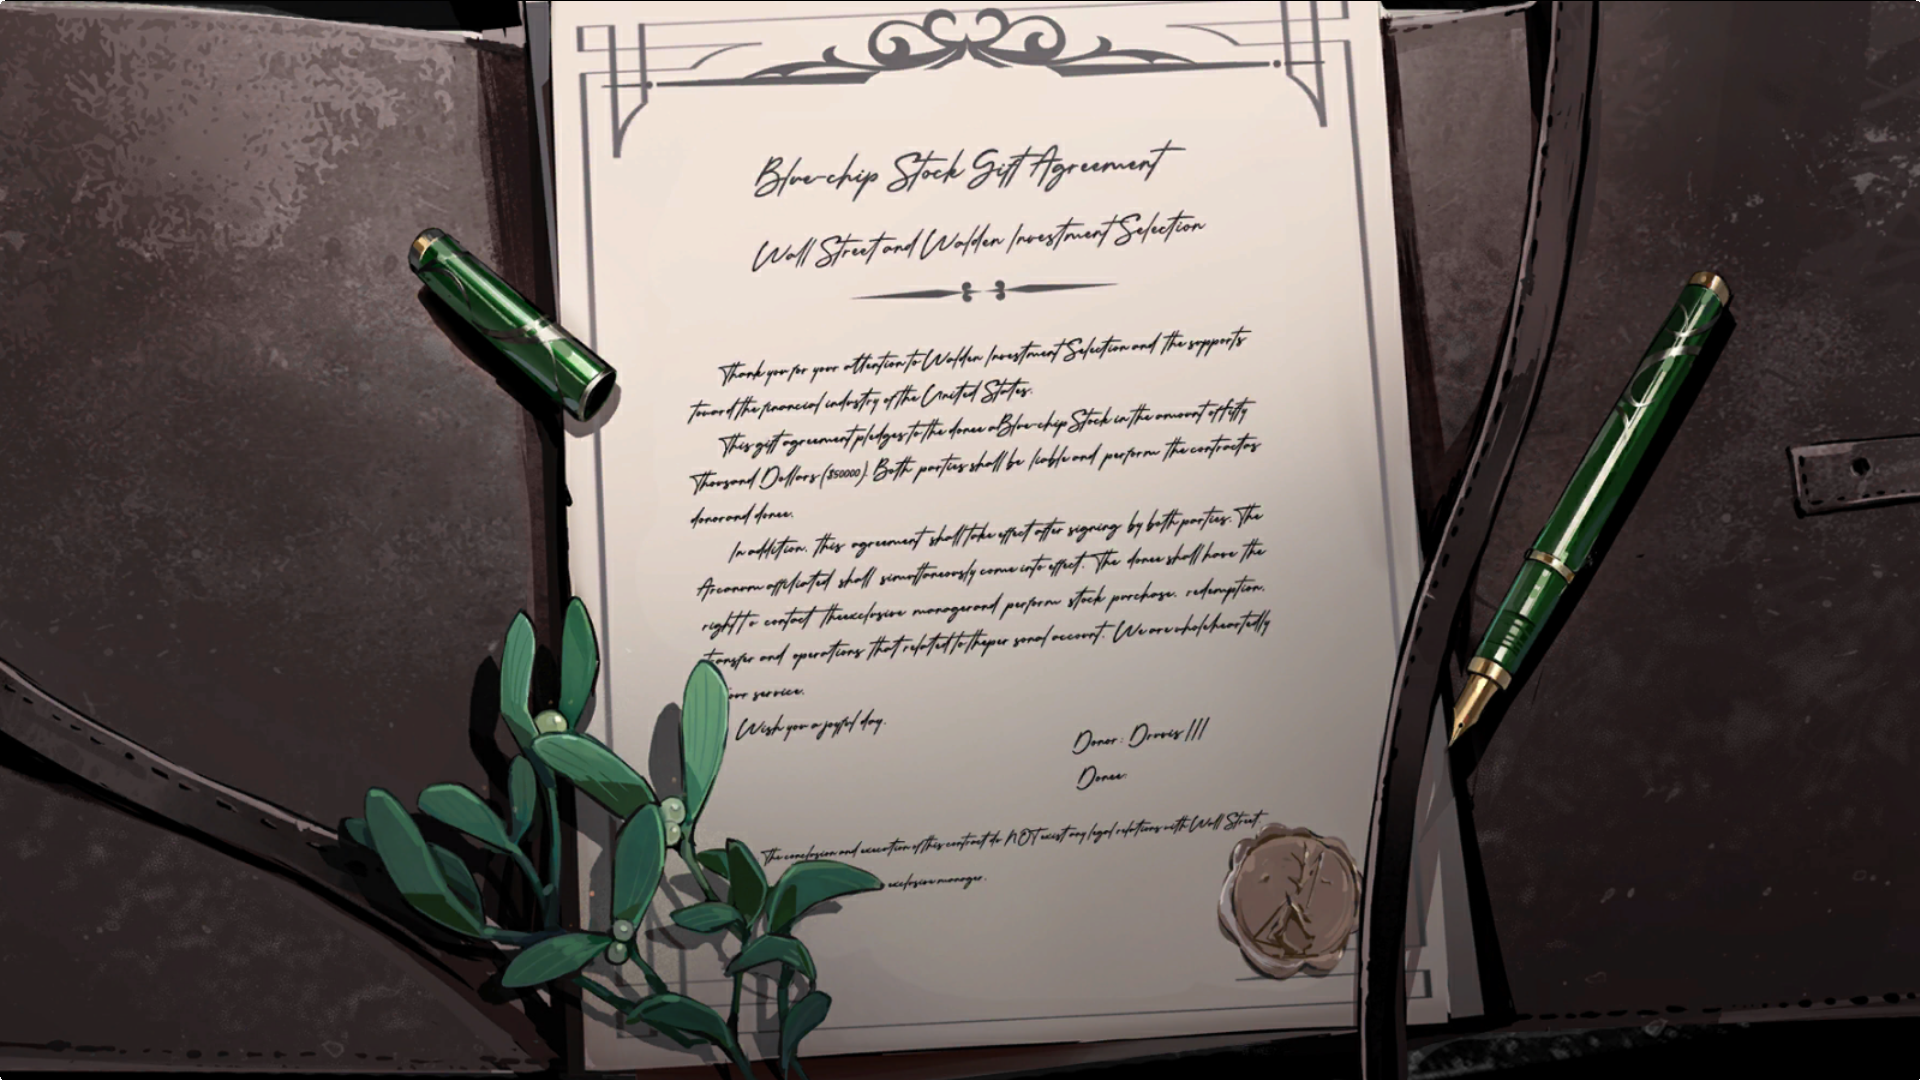 Blue-chip Stock Gift Agreement
Wall Street and Walden Investment Selection
Thank you for your attention to Walden Investment Selection and the supports
toward the financial industry of the United States.
This gift agreement pledges to the donee a Blue-chip Stock in the amount of fifty
Thousand Dollars ($50000). Both parties shall be liable and perform the contract as
donor and donee.
In addition, this agreement shall take effect after signing by both parties. The
Arcanum affiliated shall simultaneously come into effect. The donee shall have the
right to contact the exclusive manager and perform stock purchase, redemption,
transfer and operations that related to the per sonal account. We are wholeheartedly
your service.
Wish you a joyful day.
Donor: Druvis III
Donee:
The conclusion and execution of this contract do NOT exist any legal relations with Wall Street.
exclusive manager.